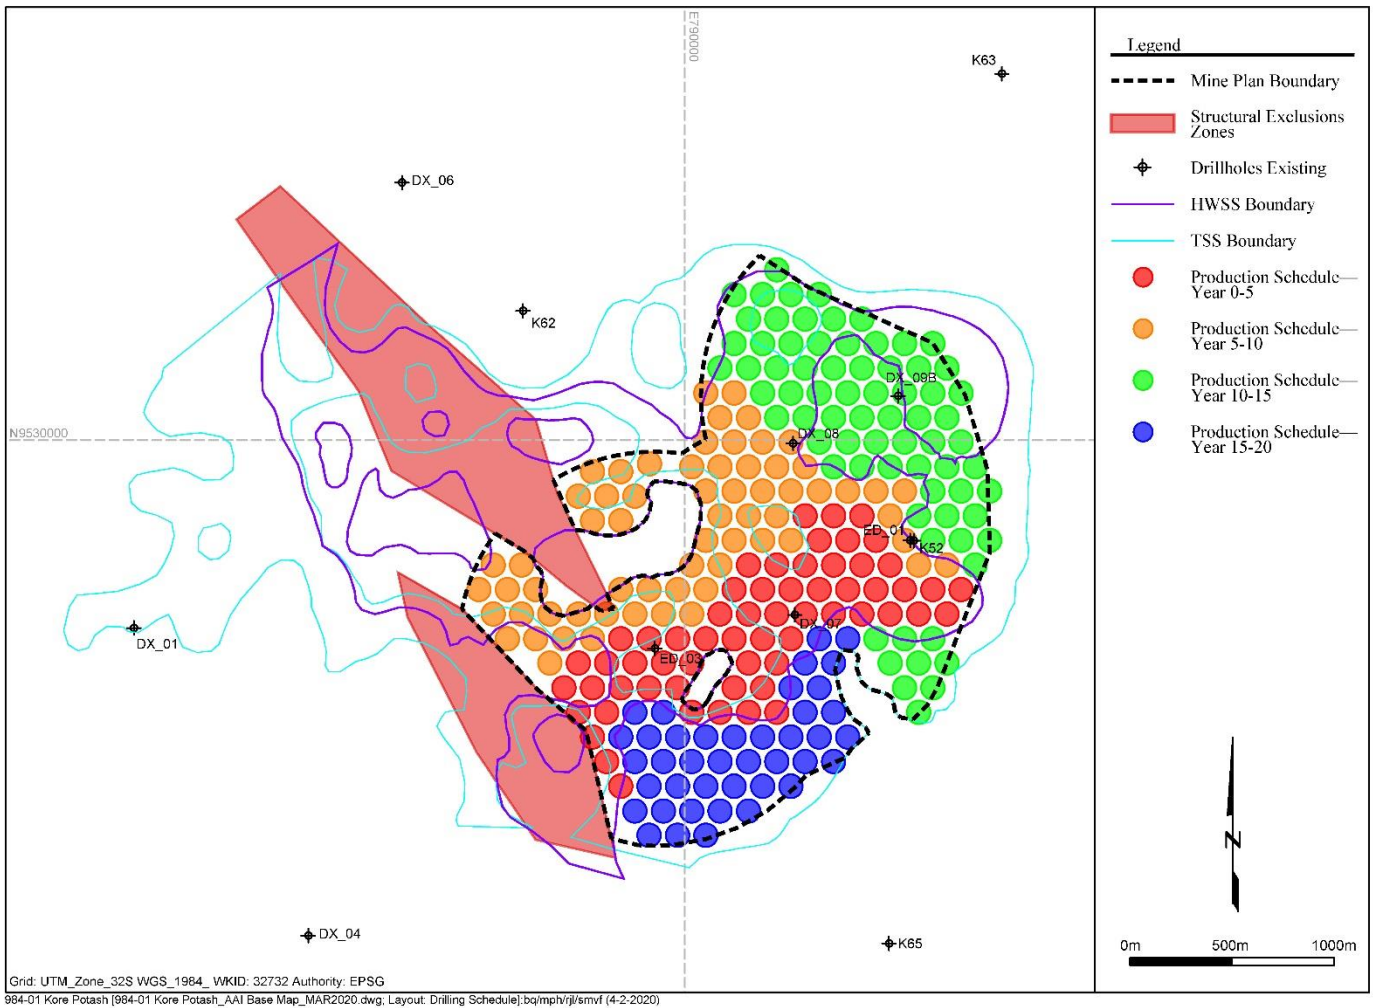 E790000
K63
DX_06
K62
DX_09B
N9530000
DX_08
ED_01
K52
DX_01
DX_07
ED_03
DX_04
K65
Legend
Mine Plan Boundary
Structural Exclusions
Zones
Drillholes Existing
HWSS Boundary
TSS Boundary
Production Schedule—
Year 0-5
Production Schedule—
Year 5-10
Production Schedule—
Year 10-15
Production Schedule—
Year 15-20
N
0m 500m 1000m
Grid: UTM_Zone_32S WGS_1984_ WKID: 32732 Authority: EPSG
984-01 Kore Potash [984-01 Kore Potash_AAI Base Map_MAR2020.dwg; Layout: Drilling Schedule]:bq/mph/rjl/smvf (4-2-2020)